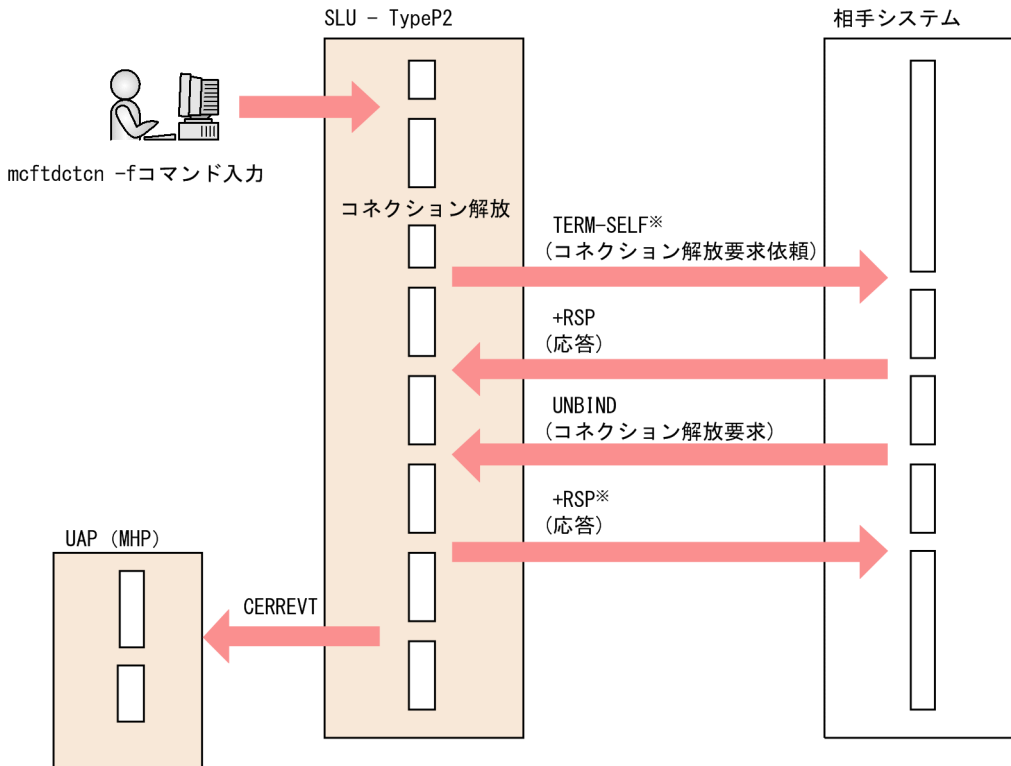 SLU - TypeP2
相手システム
mcftdctcn -fコマンド入力
コネクション解放
TERM-SELF※
(コネクション解放要求依頼)
+RSP
(応答)
UNBIND
(コネクション解放要求)
+RSP※
(応答)
UAP (MHP)
CERREVT